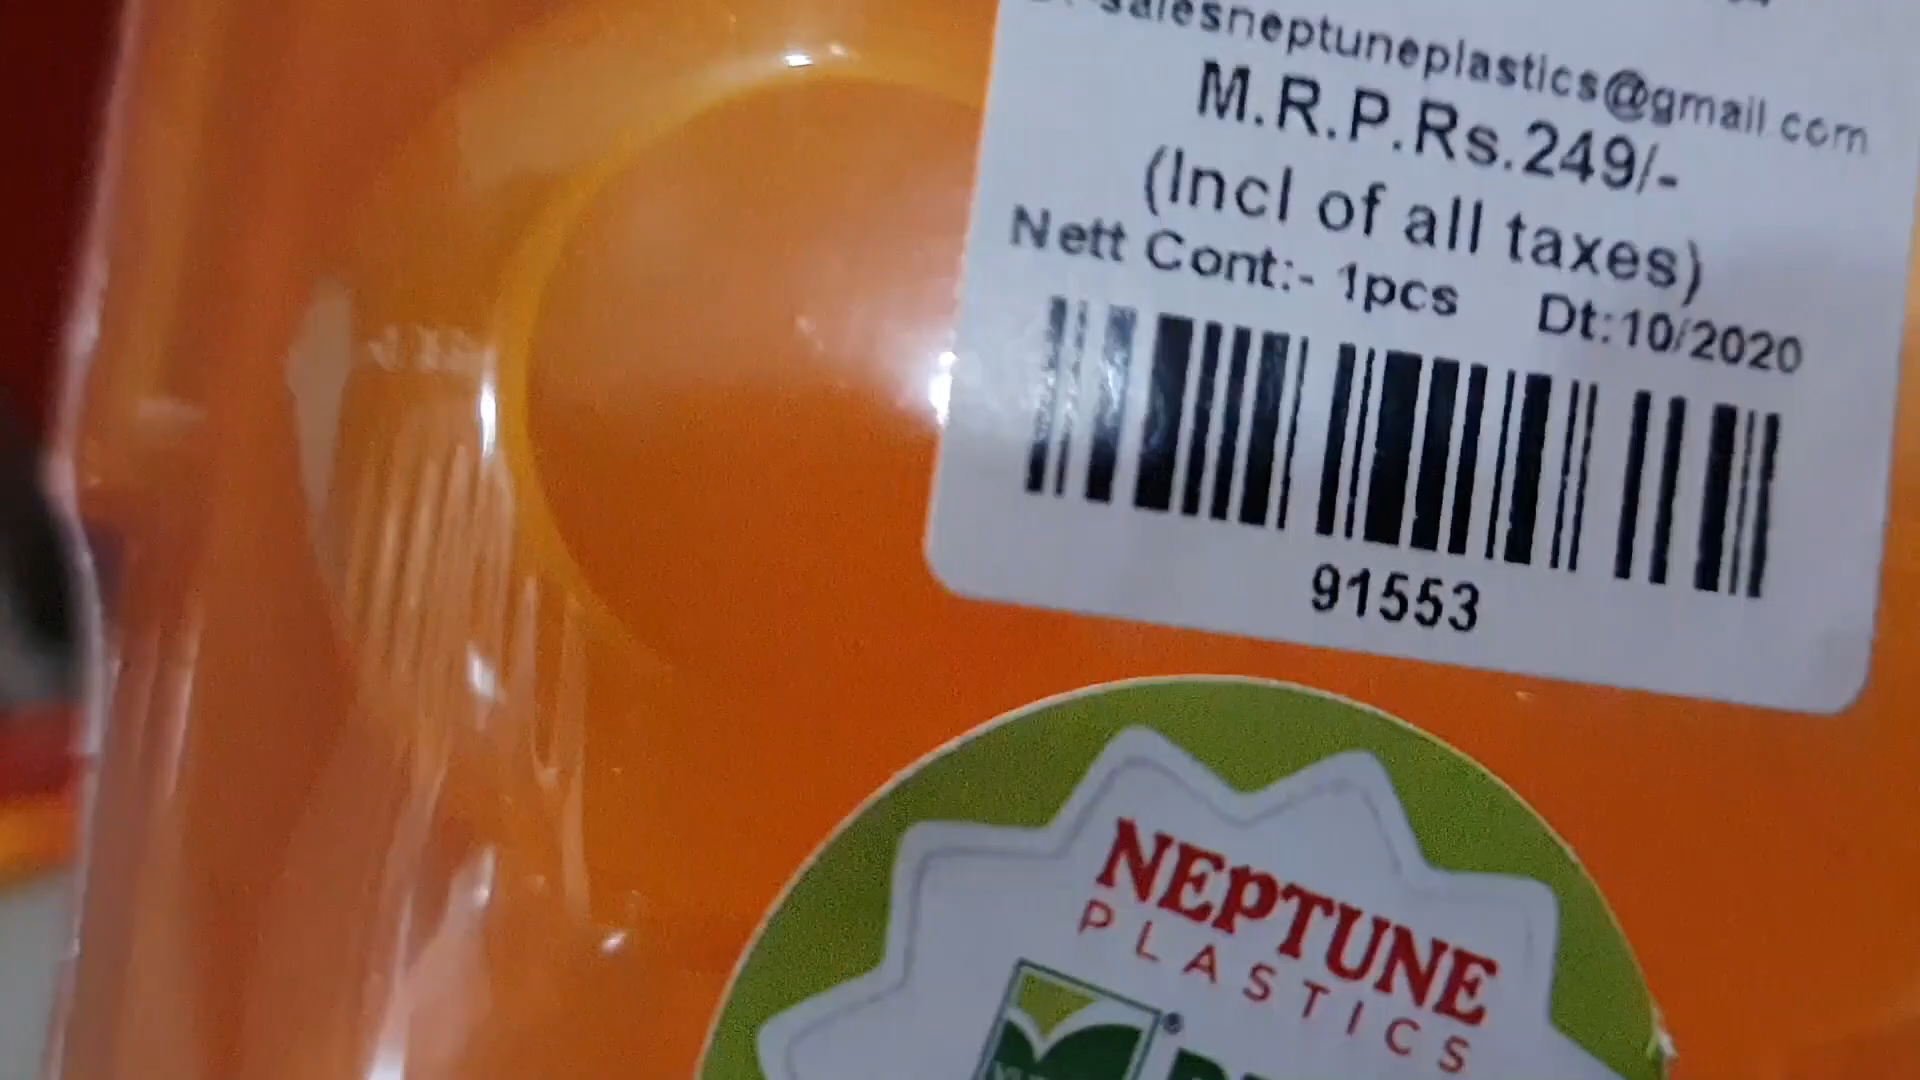 salesneptuneplastics@gmail.com
M.R.P.Rs.249/-
(Incl of all taxes)
Nett Cont:- 1pcs Dt:10/2020
91553
NEPTUNE
PLASTICS
®